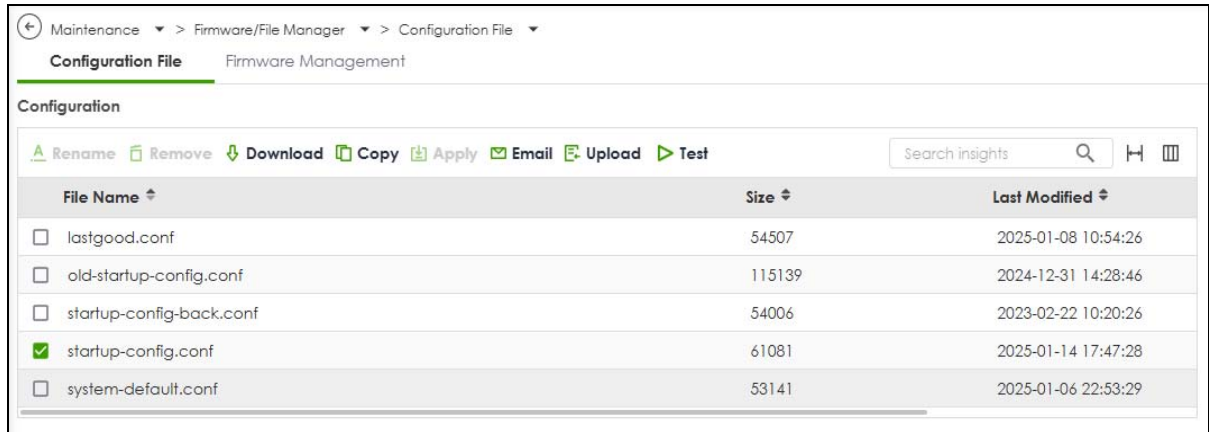 Maintenance > Firmware/File Manager > Configuration File
Configuration File Firmware Management
Configuration
Rename Remove Download Copy Apply Email Upload Test Search insights
File Name Size Last Modified
lastgood.conf 54507 2025-01-08 10:54:26
old-startup-config.conf 115139 2024-12-31 14:28:46
startup-config-back.conf 54006 2023-02-22 10:20:26
startup-config.conf 61081 2025-01-14 17:47:28
system-default.conf 53141 2025-01-06 22:53:29